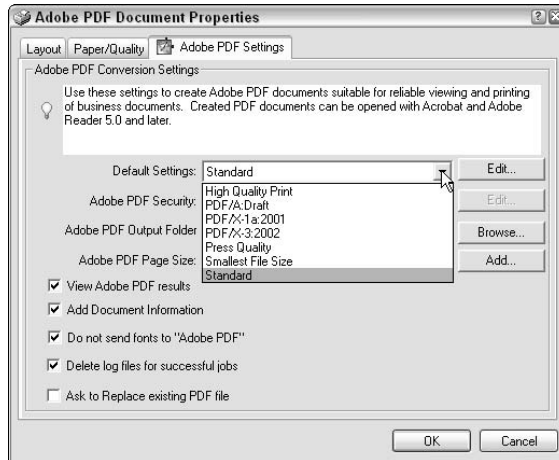 Adobe PDF Document Properties
Layout Paper/Quality Adobe PDF Settings
Adobe PDF Conversion Settings
Use these settings to create Adobe PDF documents suitable for reliable viewing and printing
of business documents. Created PDF documents can be opened with Acrobat and Adobe
Reader 5.0 and later.
Default Settings: Standard Edit...
High Quality Print
PDF/A:Draft
PDF/X-1a:2001
PDF/X-3:2002
Press Quality
Smallest File Size
Standard
Adobe PDF Security: Edit...
Adobe PDF Output Folder Browse...
Adobe PDF Page Size: Add...
View Adobe PDF results
Add Document Information
Do not send fonts to "Adobe PDF"
Delete log files for successful jobs
Ask to Replace existing PDF file
OK Cancel